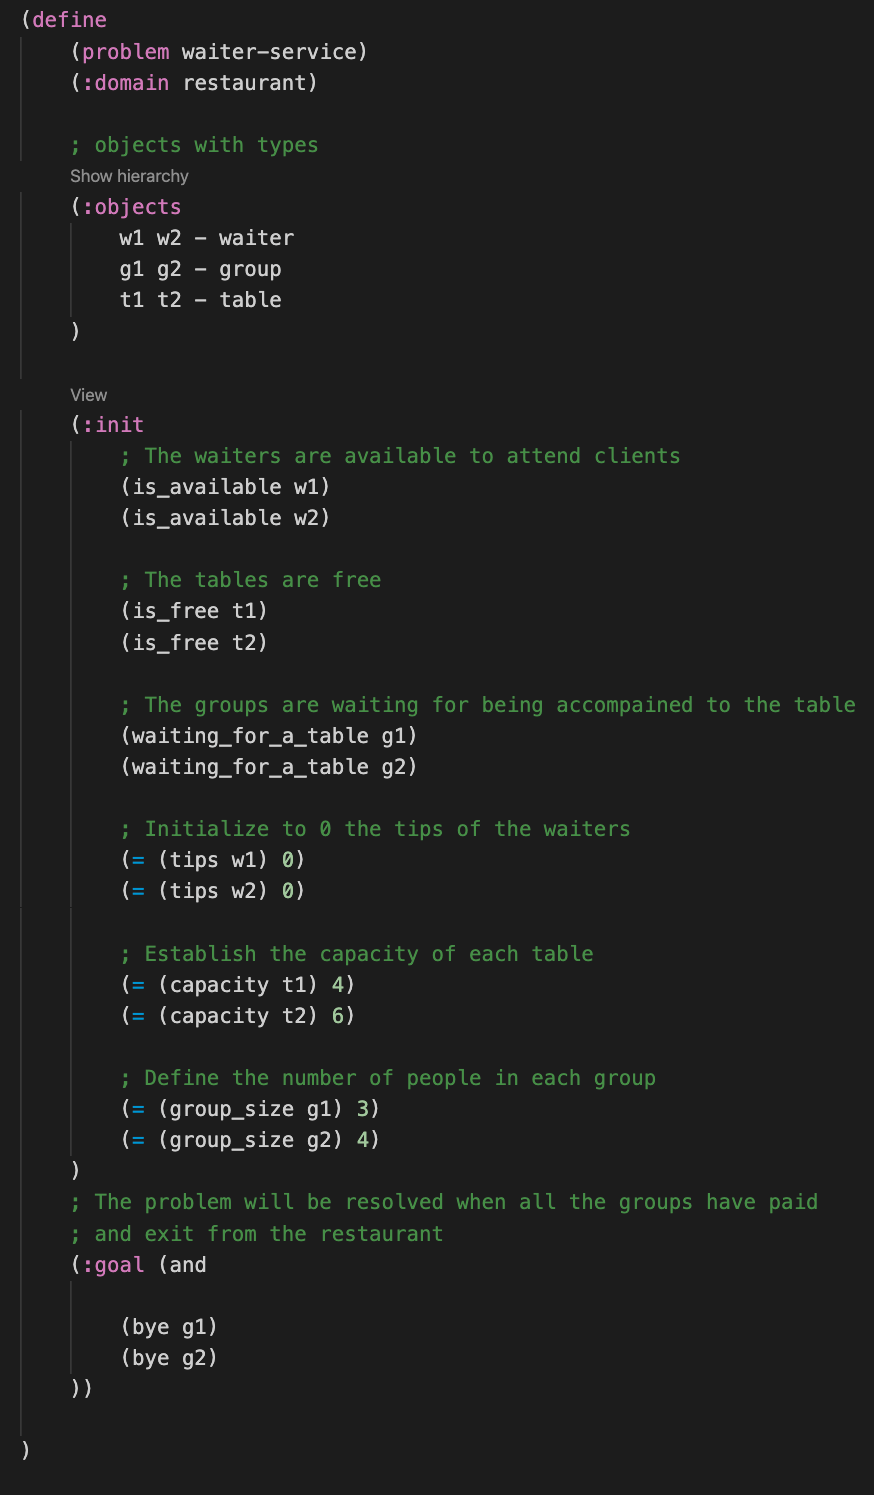 (define
(problem waiter-service)
(:domain restaurant)
; objects with types
Show hierarchy
(:objects
w1 w2 - waiter
g1 g2 - group
t1 t2 - table
)
View
(:init
; The waiters are available to attend clients
(is_available w1)
(is_available w2)
; The tables are free
(is_free t1)
(is_free t2)
; The groups are waiting for being accompained to the table
(waiting_for_a_table g1)
(waiting_for_a_table g2)
; Initialize to 0 the tips of the waiters
(= (tips w1) 0)
(= (tips w2) 0)
; Establish the capacity of each table
(= (capacity t1) 4)
(= (capacity t2) 6)
; Define the number of people in each group
(= (group_size g1) 3)
(= (group_size g2) 4)
)
; The problem will be resolved when all the groups have paid
; and exit from the restaurant
(:goal (and
(bye g1)
(bye g2)
))
)